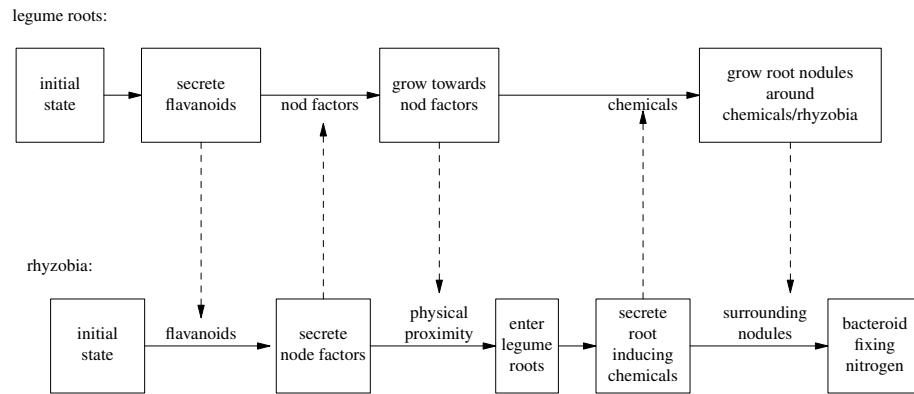 legume roots:
initial
state
secrete
flavanoids
nod factors
grow towards
nod factors
chemicals
grow root nodules
around
chemicals/rhyzobia
rhyzobia:
initial
state
flavanoids
secrete
node factors
physical
proximity
enter
legume
roots
secrete
root
inducing
chemicals
surrounding
nodules
bacteroid
fixing
nitrogen